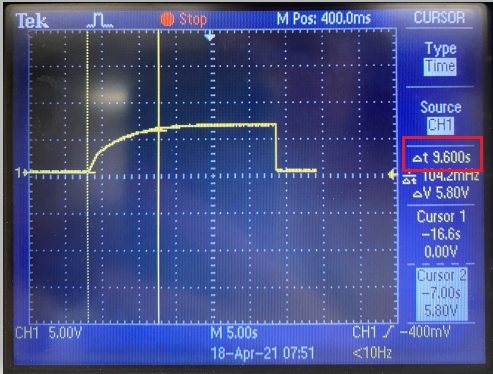 Tek Stop M Pos: 400.0ms CURSOR
Type
Time
Source
CH1
Δt 9.600s
1/Δt 104.2mHz
ΔV 5.80V
Cursor 1
-16.6s
0.00V
Cursor 2
-7.00s
5.80V
1
CH1 5.00V M 5.00s CH1 -400mV
18-Apr-21 07:51 <10Hz